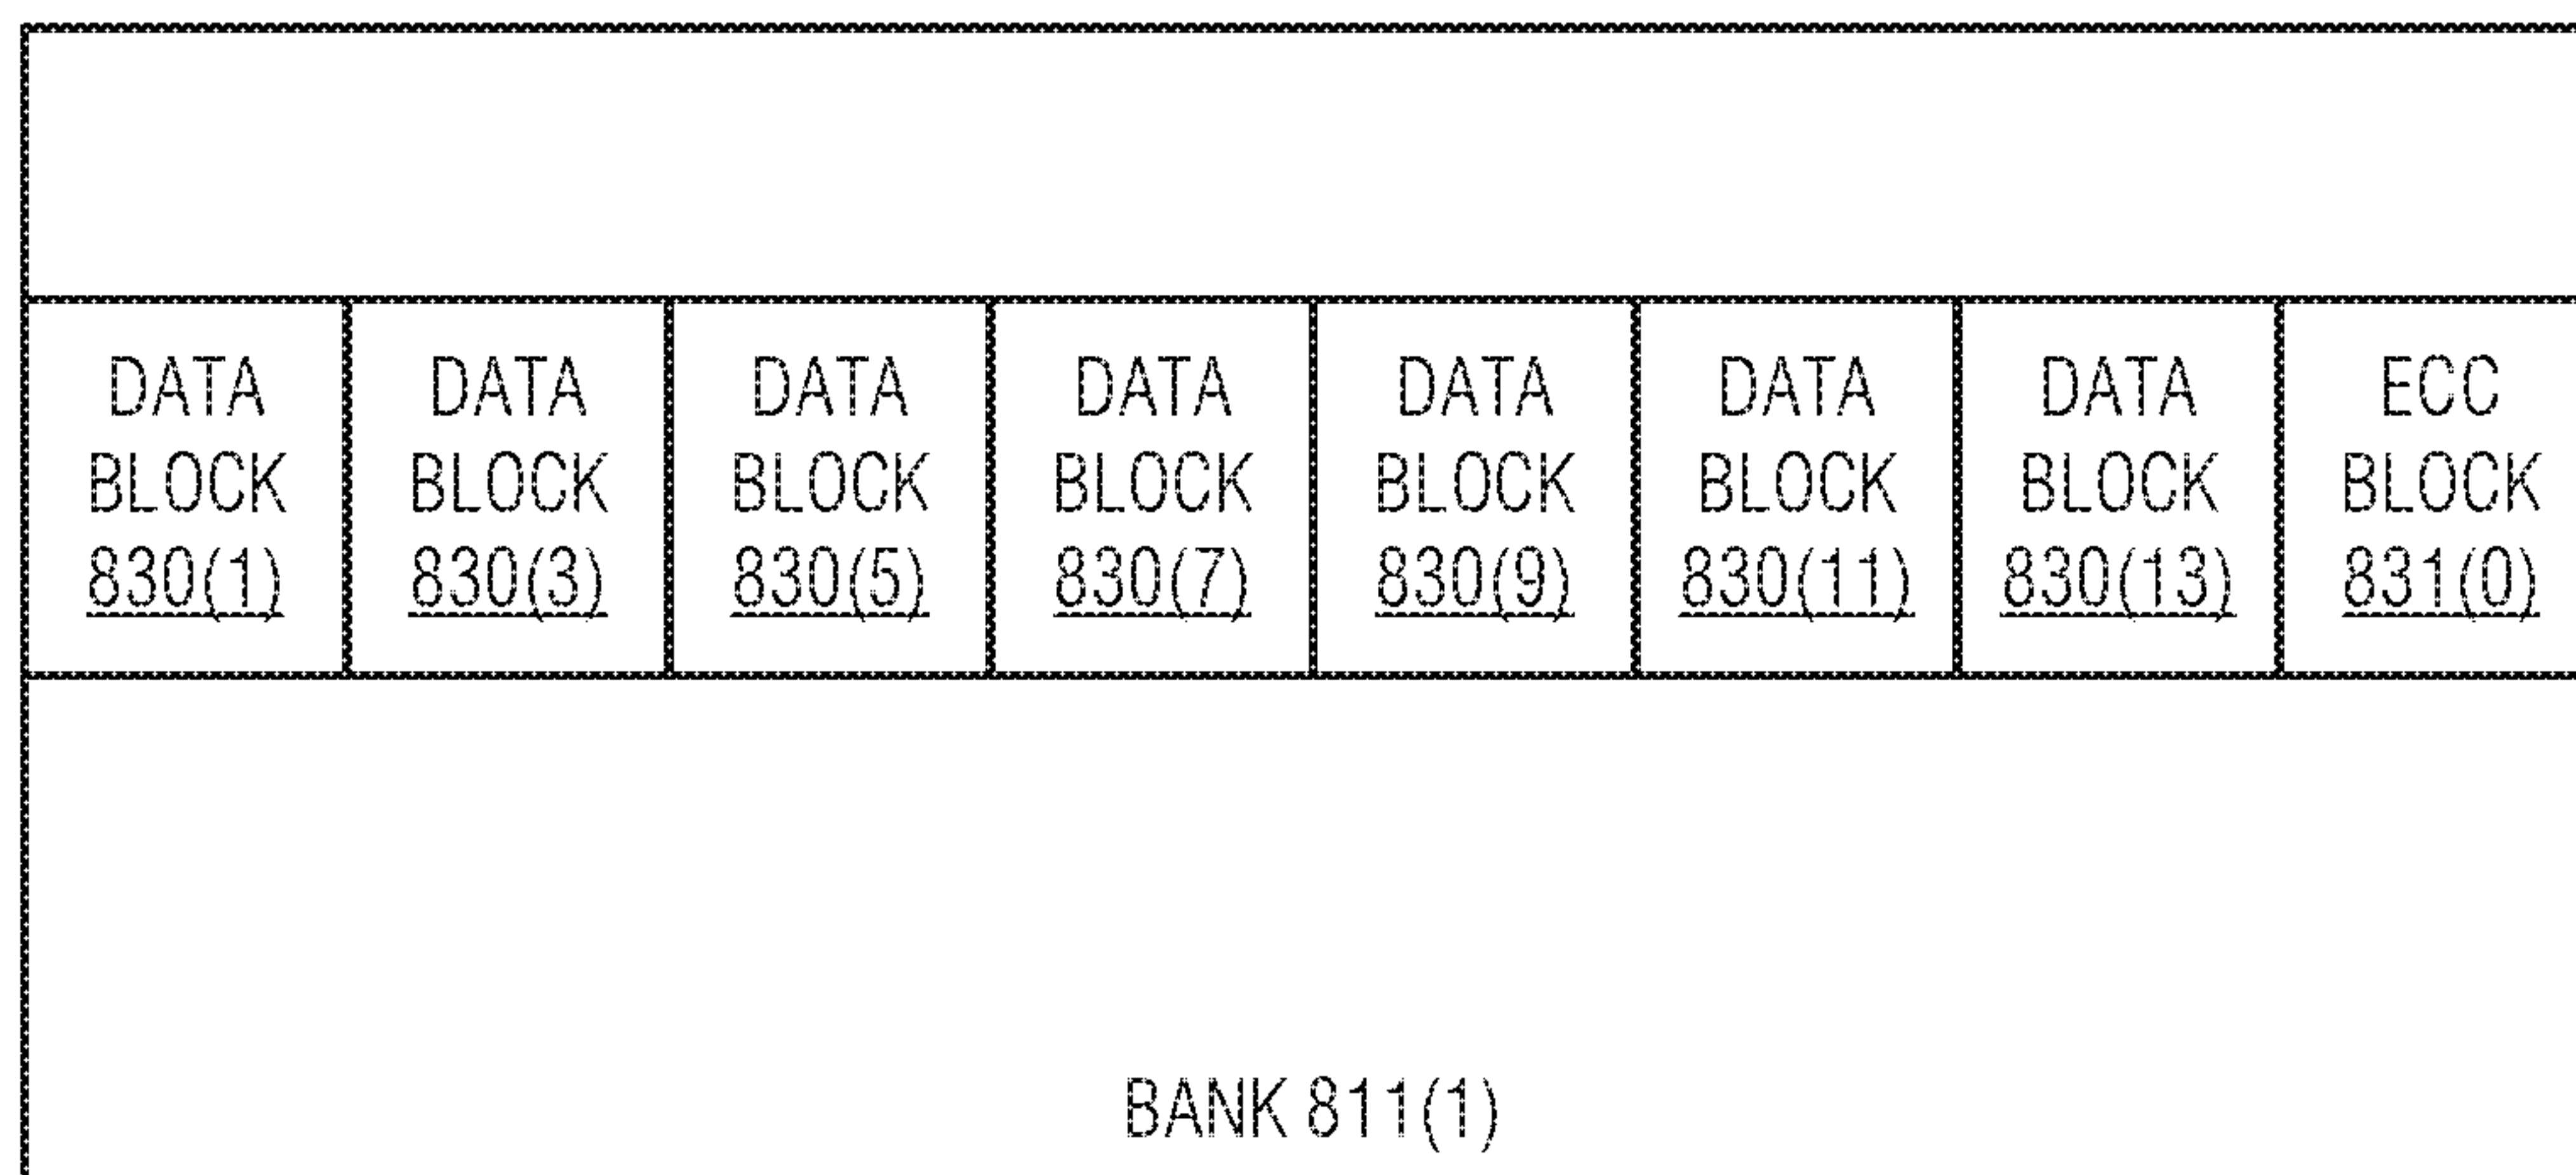 DATA BLOCK 830(1)
DATA BLOCK 830(3)
DATA BLOCK 830(5)
DATA BLOCK 830(7)
DATA BLOCK 830(9)
DATA BLOCK 830(11)
DATA BLOCK 830(13)
ECC BLOCK 831(0)
BANK 811(1)